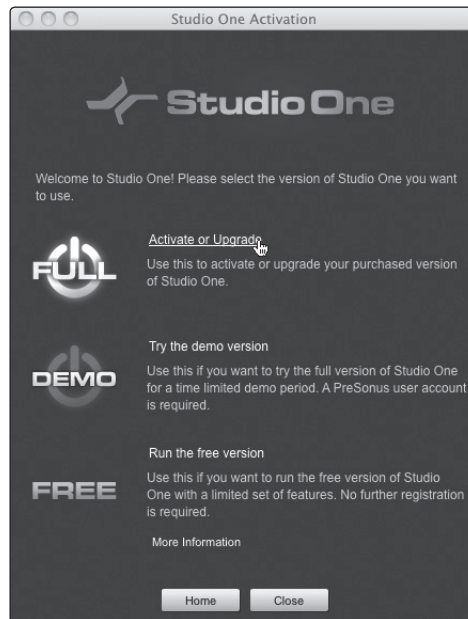 Studio One Activation
Studio One
Welcome to Studio One! Please select the version of Studio One you want
to use.
Activate or Upgrade
FULL
Use this to activate or upgrade your purchased version
of Studio One.
Try the demo version
DEMO
Use this if you want to try the full version of Studio One
for a time limited demo period. A PreSonus user account
is required.
Run the free version
FREE
Use this if you want to run the free version of Studio
One with a limited set of features. No further registration
is required.
More Information
Home
Close